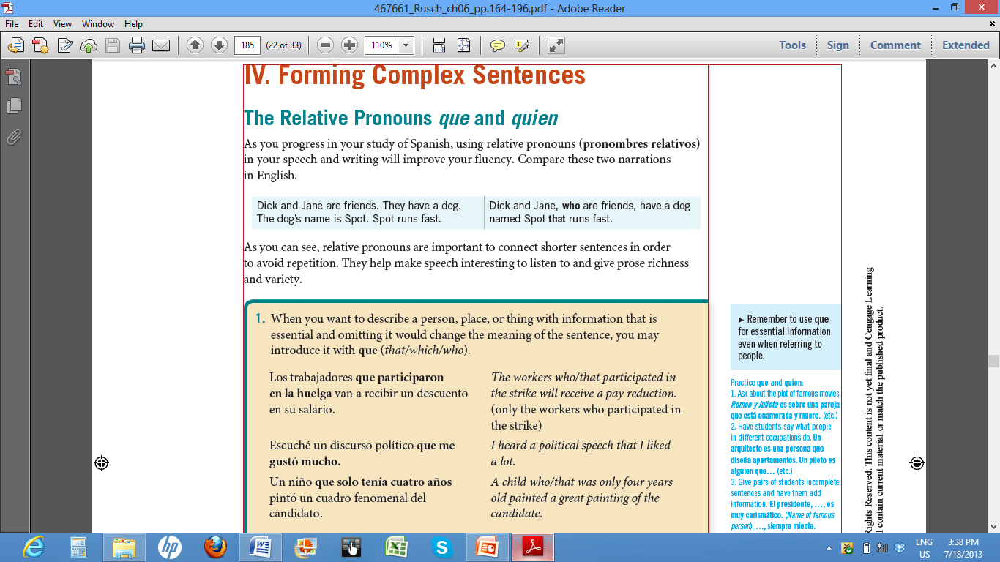 467661_Rusch_ch06_pp.164-196.pdf - Adobe Reader
File Edit View Window Help
185 (22 of 33) 110% Tools Sign Comment Extended
IV. Forming Complex Sentences
The Relative Pronouns que and quien
As you progress in your study of Spanish, using relative pronouns (pronombres relativos)
in your speech and writing will improve your fluency. Compare these two narrations
in English.
Dick and Jane are friends. They have a dog.
The dog's name is Spot. Spot runs fast.
Dick and Jane, who are friends, have a dog
named Spot that runs fast.
As you can see, relative pronouns are important to connect shorter sentences in order
to avoid repetition. They help make speech interesting to listen to and give prose richness
and variety.
1. When you want to describe a person, place, or thing with information that is
essential and omitting it would change the meaning of the sentence, you may
introduce it with que (that/which/who).
Los trabajadores que participaron
en la huelga van a recibir un descuento
en su salario.
The workers who/that participated in
the strike will receive a pay reduction.
(only the workers who participated in
the strike)
Escuché un discurso político que me
gustó mucho.
I heard a political speech that I liked
a lot.
Un niño que solo tenía cuatro años
pintó un cuadro fenomenal del
candidato.
A child who/that was only four years
old painted a great painting of the
candidate.
► Remember to use que
for essential information
even when referring to
people.
Practice que and quien:
1. Ask about the plot of famous movies.
Romeo y Julieta es sobre una pareja
que está enamorada y muere. (etc.)
2. Have students say what people
in different occupations do. Un
arquitecto es una persona que
diseña apartamentos. Un piloto es
alguien que… (etc.)
3. Give pairs of students incomplete
sentences and have them add
information. El presidente, …, es
muy carismático. (Name of famous
person), …, siempre miente.
Rights Reserved. This content is not yet final and Cengage Learning
contain current material or match the published product.
ENG
US
3:38 PM
7/18/2013